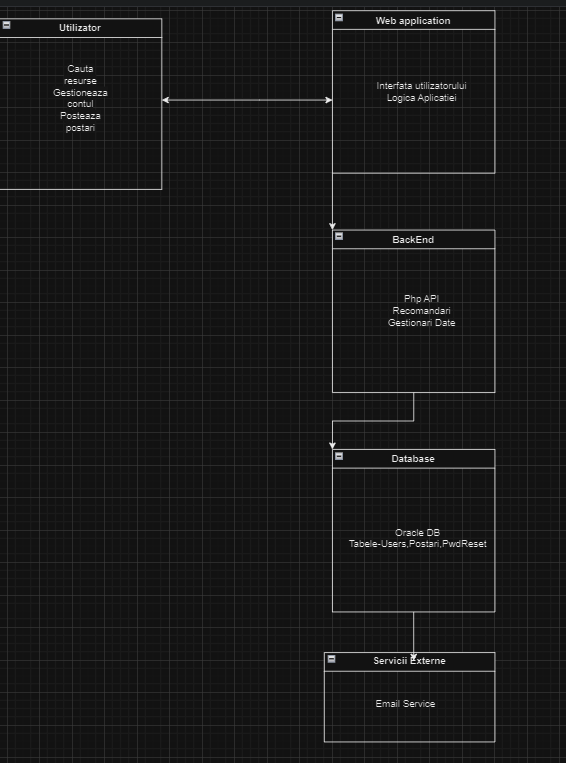 Utilizator
Cauta
resurse
Gestioneaza
contul
Posteaza
postari
Web application
Interfata utilizatorului
Logica Aplicatiei
BackEnd
Php API
Recomandari
Gestionari Date
Database
Oracle DB
Tabele-Users,Postari,PwdReset
Servicii Externe
Email Service